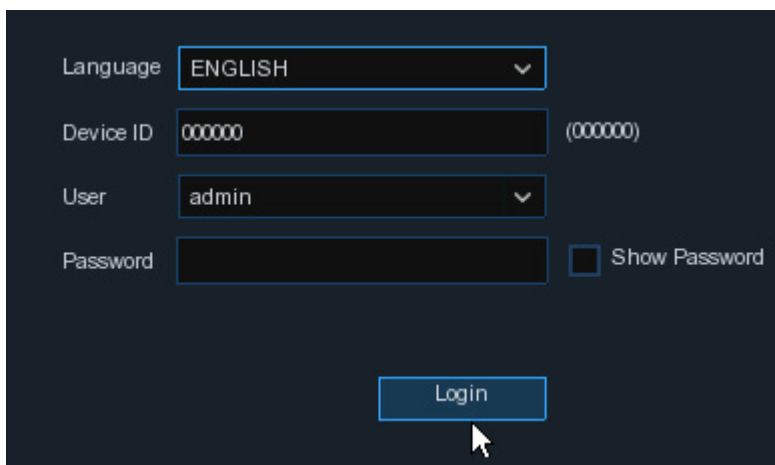 Language ENGLISH
Device ID 000000 (000000)
User admin
Password Show Password
Login